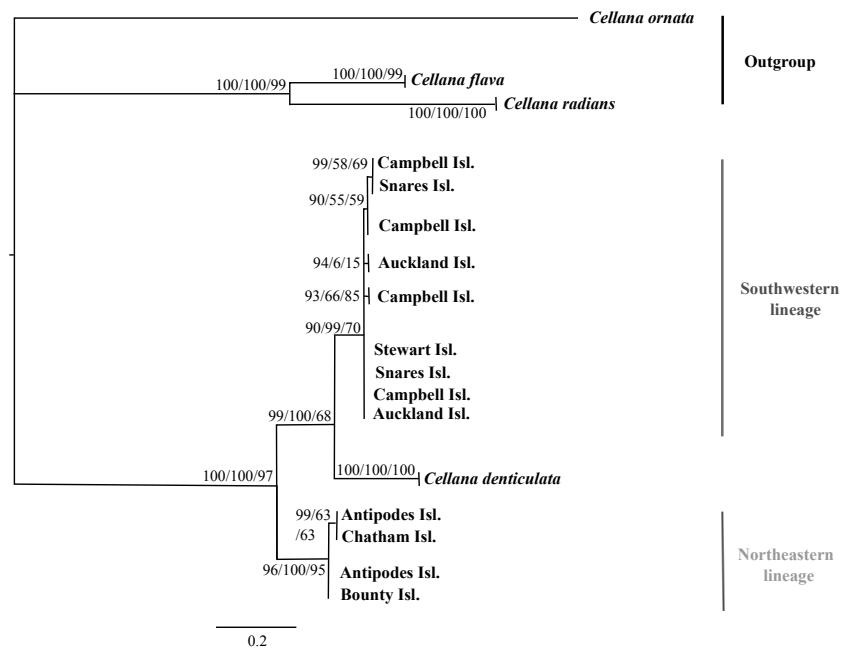 Cellana ornata
Outgroup
100/100/99
Cellana flava
100/100/99
Cellana radians
100/100/100
99/58/69
Campbell Isl.
Snares Isl.
90/55/59
Campbell Isl.
94/6/15
Auckland Isl.
Southwestern
lineage
93/66/85
Campbell Isl.
90/99/70
Stewart Isl.
Snares Isl.
Campbell Isl.
Auckland Isl.
99/100/68
100/100/97
100/100/100
Cellana denticulata
99/63
/63
Antipodes Isl.
Chatham Isl.
Northeastern
lineage
96/100/95
Antipodes Isl.
Bounty Isl.
0.2